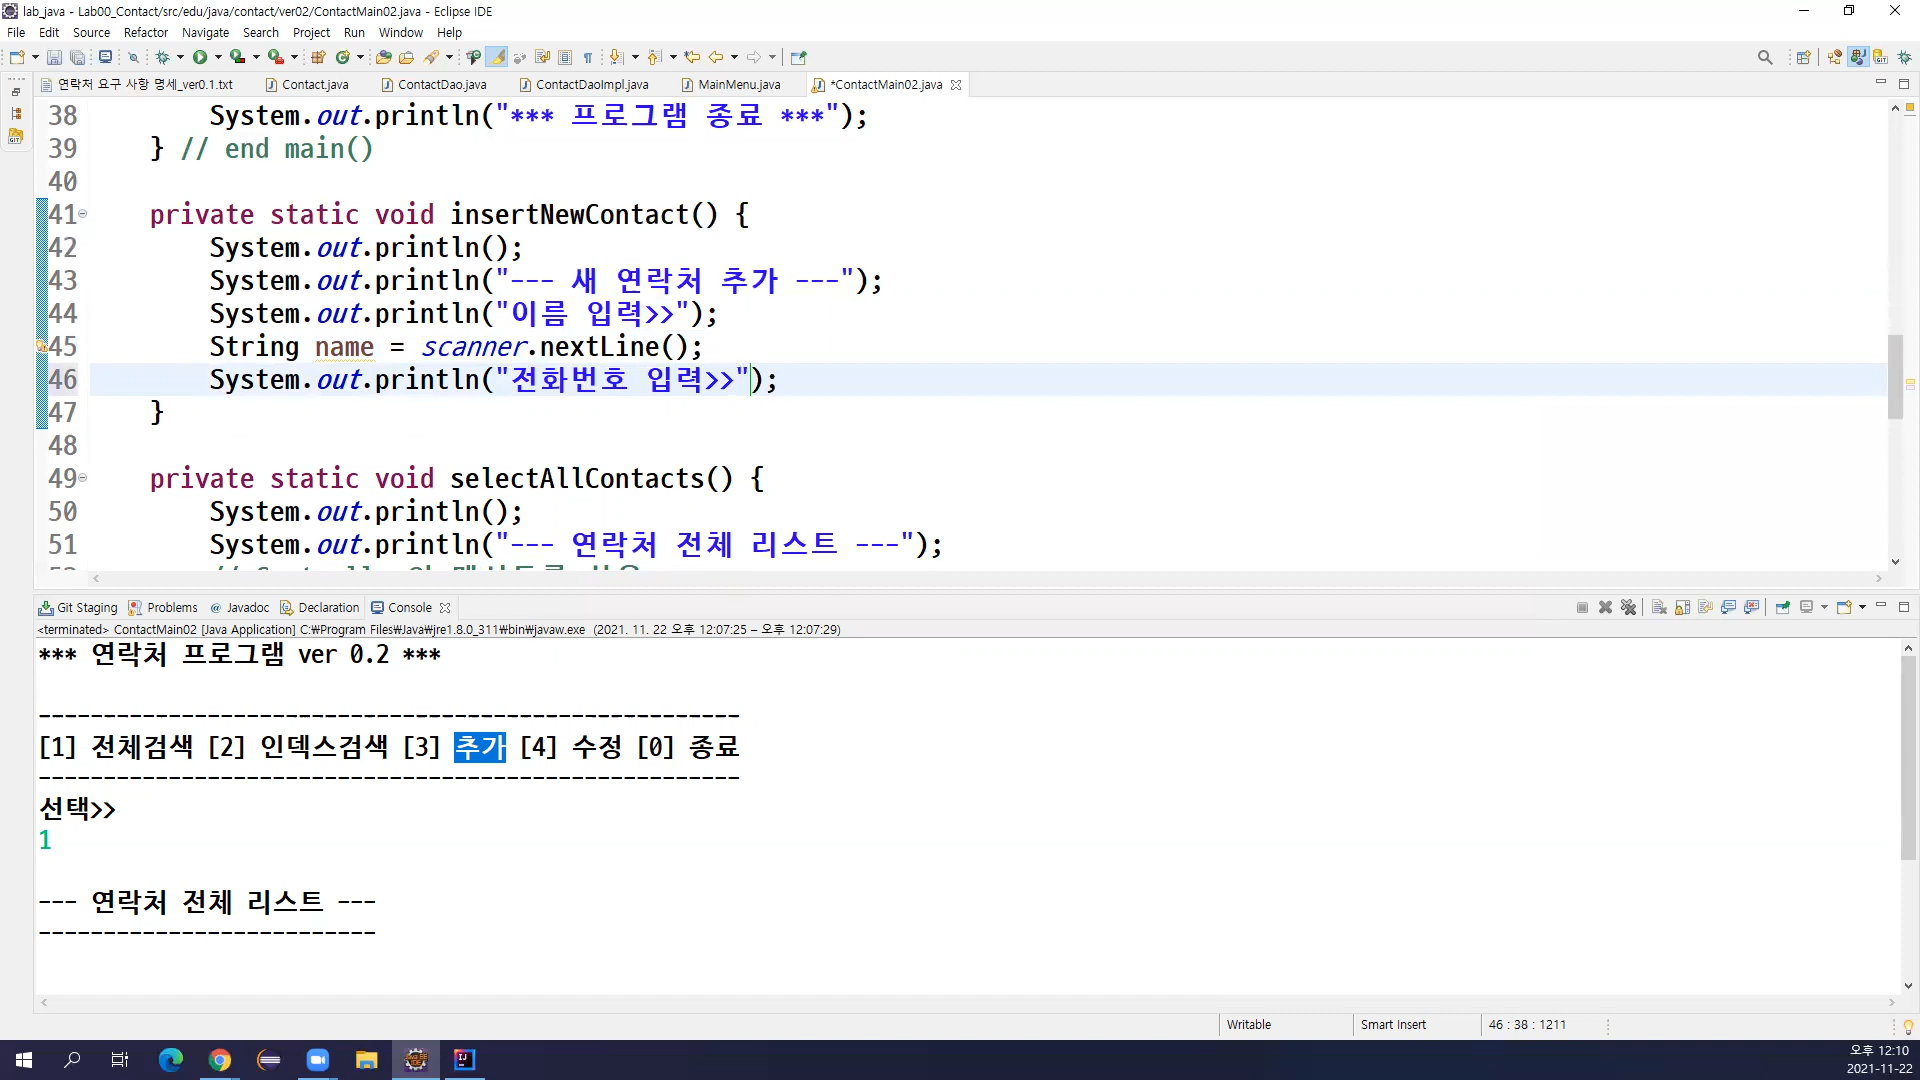 lab_java - Lab00_Contact/src/edu/java/contact/ver02/ContactMain02.java - Eclipse IDE
File Edit Source Refactor Navigate Search Project Run Window Help
연락처 요구 사항 명세_ver0.1.txt Contact.java ContactDao.java ContactDaoImpl.java MainMenu.java *ContactMain02.java
38 System.out.println("*** 프로그램 종료 ***");
39 } // end main()
40
41 private static void insertNewContact() {
42 System.out.println();
43 System.out.println("--- 새 연락처 추가 ---");
44 System.out.println("이름 입력>>");
45 String name = scanner.nextLine();
46 System.out.println("전화번호 입력>>");
47 }
48
49 private static void selectAllContacts() {
50 System.out.println();
51 System.out.println("--- 연락처 전체 리스트 ---");
Git Staging Problems @ Javadoc Declaration Console
<terminated> ContactMain02 [Java Application] C:₩Program Files₩Java₩jre1.8.0_311₩bin₩javaw.exe (2021. 11. 22 오후 12:07:25 – 오후 12:07:29)
*** 연락처 프로그램 ver 0.2 ***
------------------------------------------------------
[1] 전체검색 [2] 인덱스검색 [3] 추가 [4] 수정 [0] 종료
------------------------------------------------------
선택>>
1
--- 연락처 전체 리스트 ---
--------------------------
Writable Smart Insert 46 : 38 : 1211
오후 12:10
2021-11-22